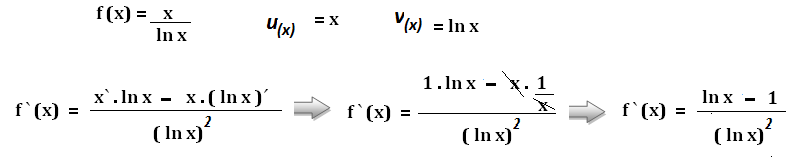 f(x) = x / ln x    u(x) = x    v(x) = ln x
f`(x) = x`.ln x – x.(ln x)´ / (ln x)² ⇒ f`(x) = 1.ln x – x.1/x / (ln x)² ⇒ f`(x) = ln x – 1 / (ln x)²